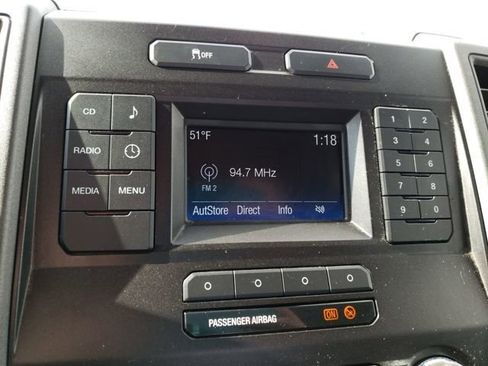 OFF
CD
RADIO
MEDIA MENU
51°F 1:18
94.7 MHz
FM 2
AutoStore Direct Info
1 2
3 4
5 6
7 8
9 0
PASSENGER AIRBAG ON